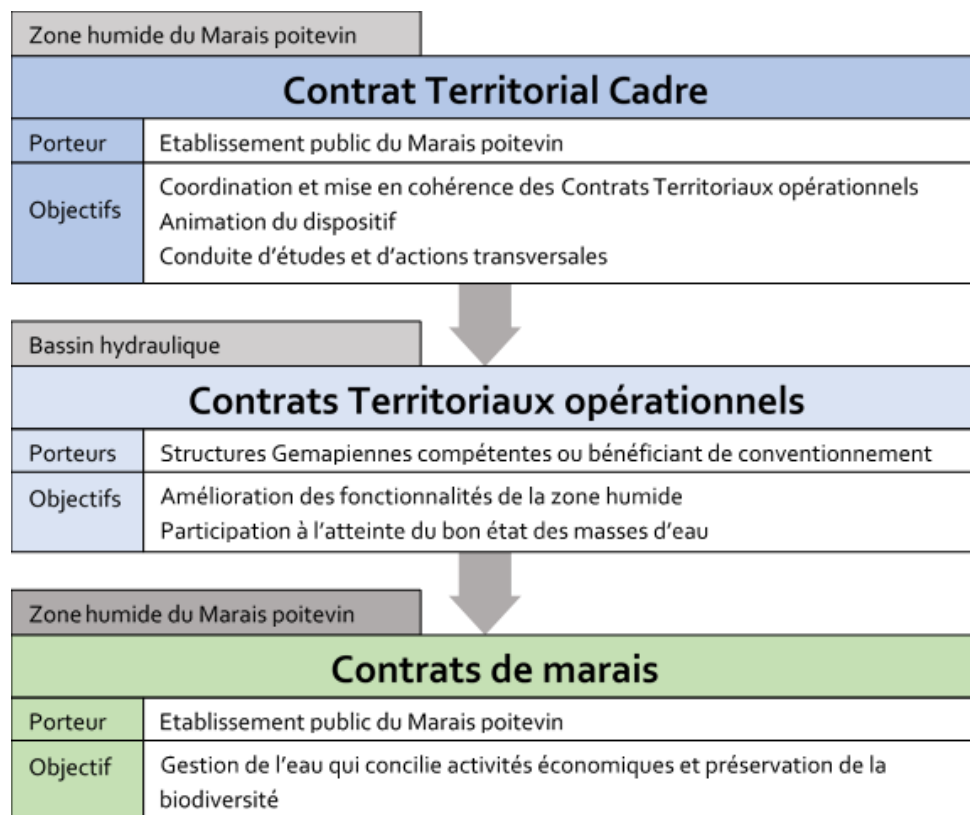 Zone humide du Marais poitevin
Contrat Territorial Cadre
Porteur
Etablissement public du Marais poitevin
Objectifs
Coordination et mise en cohérence des Contrats Territoriaux opérationnels
Animation du dispositif
Conduite d'études et d'actions transversales
Bassin hydraulique
Contrats Territoriaux opérationnels
Porteurs
Structures Gemapiennes compétentes ou bénéficiant de conventionnement
Objectifs
Amélioration des fonctionnalités de la zone humide
Participation à l'atteinte du bon état des masses d'eau
Zone humide du Marais poitevin
Contrats de marais
Porteur
Etablissement public du Marais poitevin
Objectif
Gestion de l'eau qui concilie activités économiques et préservation de la
biodiversité